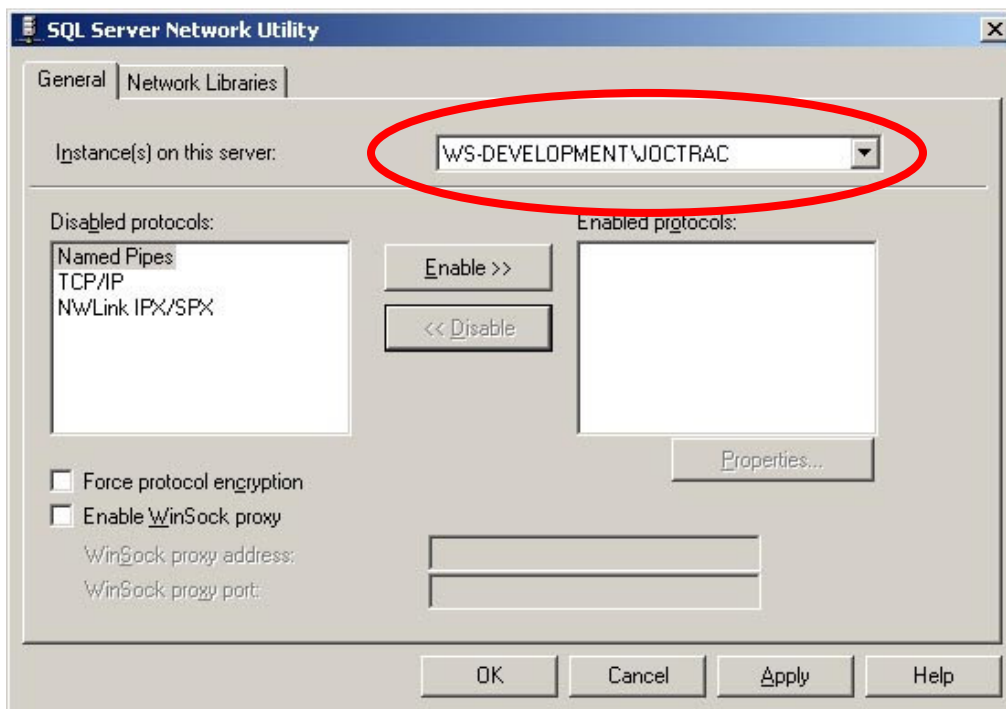 SQL Server Network Utility
General
Network Libraries
Instance(s) on this server:
WS-DEVELOPMENT\JOCTRAC
Disabled protocols:
Enabled protocols:
Named Pipes
TCP/IP
NWLink IPX/SPX
Enable >>
<< Disable
Properties...
Force protocol encryption
Enable WinSock proxy
WinSock proxy address:
WinSock proxy port:
OK
Cancel
Apply
Help